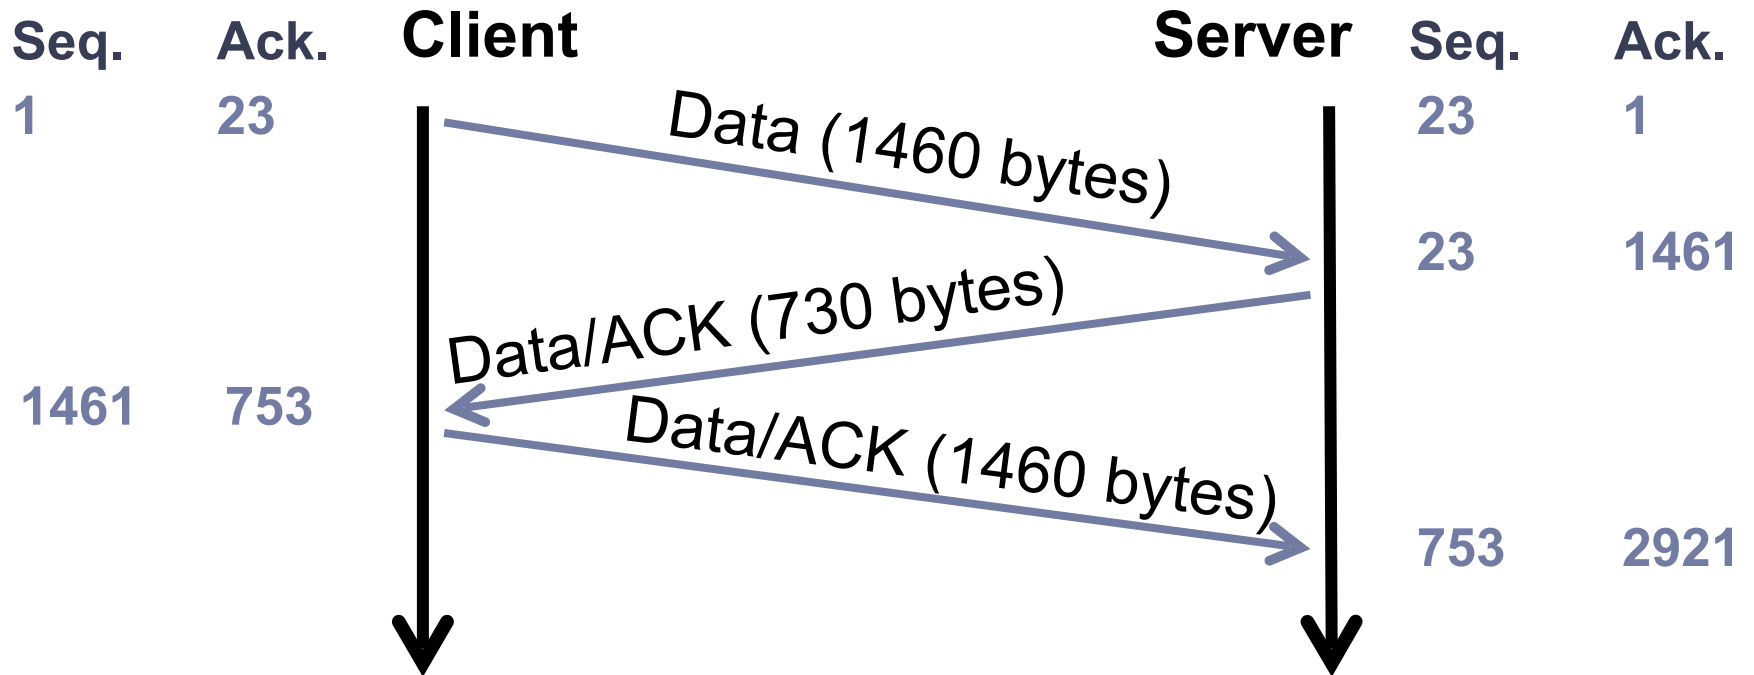 Seq. Ack. Client Server Seq. Ack.
1 23 23 1
Data (1460 bytes)
23 1461
Data/ACK (730 bytes)
1461 753
Data/ACK (1460 bytes)
753 2921